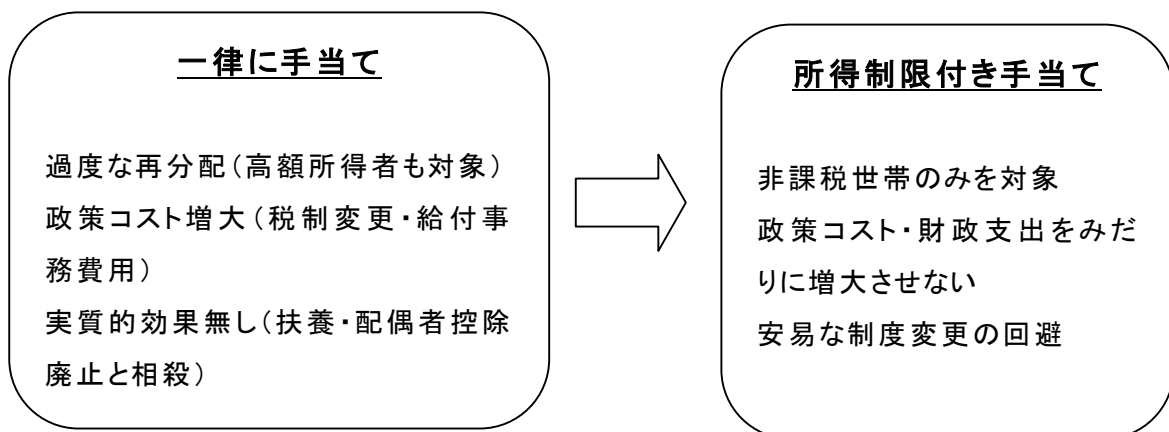 一律に手当て
過度な再分配（高額所得者も対象）
政策コスト増大（税制変更・給付事
務費用）
実質的効果無し（扶養・配偶者控除
廃止と相殺）
所得制限付き手当て
非課税世帯のみを対象
政策コスト・財政支出をみだ
りに増大させない
安易な制度変更の回避